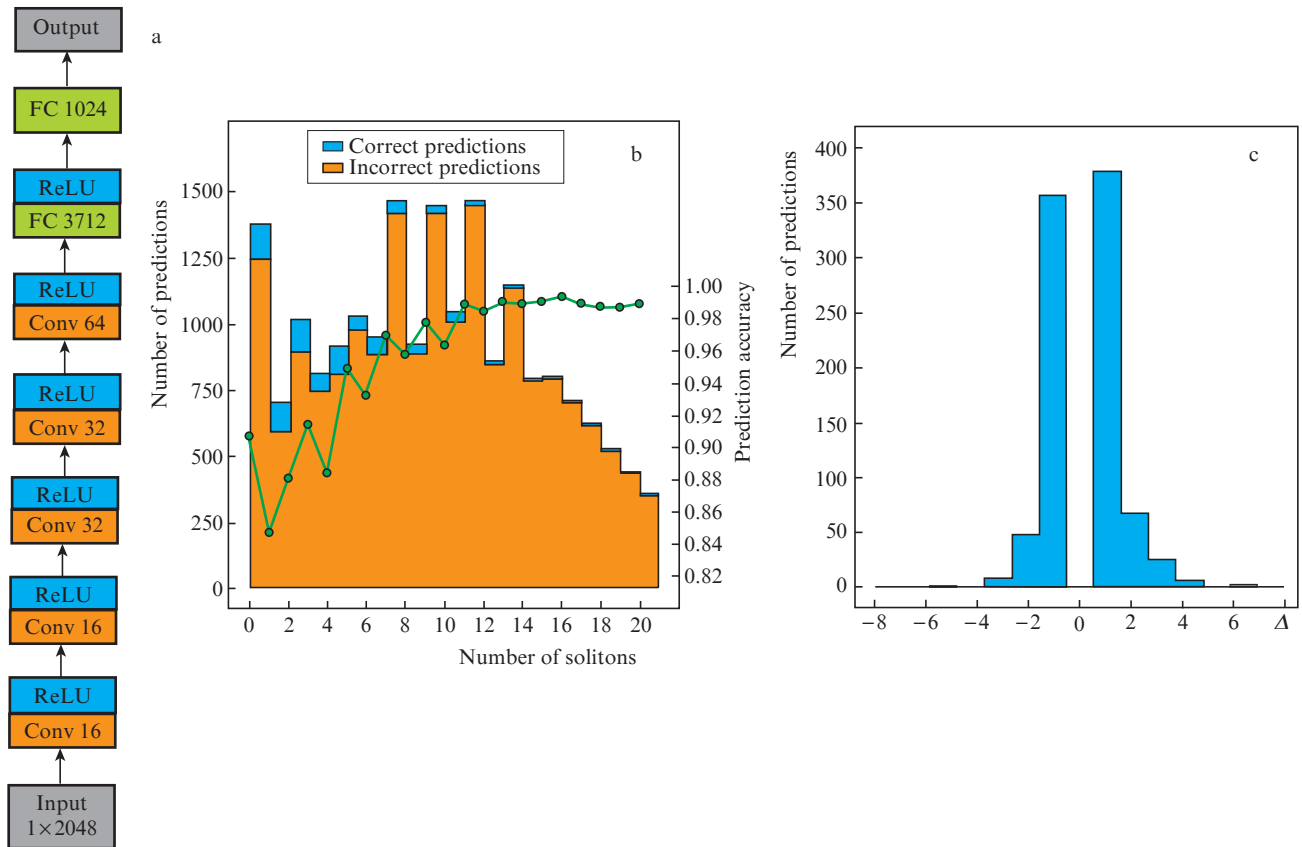 Output
FC 1024
ReLU
FC 3712
ReLU
Conv 64
ReLU
Conv 32
ReLU
Conv 32
ReLU
Conv 16
ReLU
Conv 16
Input
1×2048
a
Correct predictions
Incorrect predictions
b
Number of predictions
1500
1250
1000
750
500
250
0
Prediction accuracy
1.00
0.98
0.96
0.94
0.92
0.90
0.88
0.86
0.84
0.82
0 2 4 6 8 10 12 14 16 18 20
Number of solitons
c
Number of predictions
400
350
300
250
200
150
100
50
0
−8 −6 −4 −2 0 2 4 6 Δ